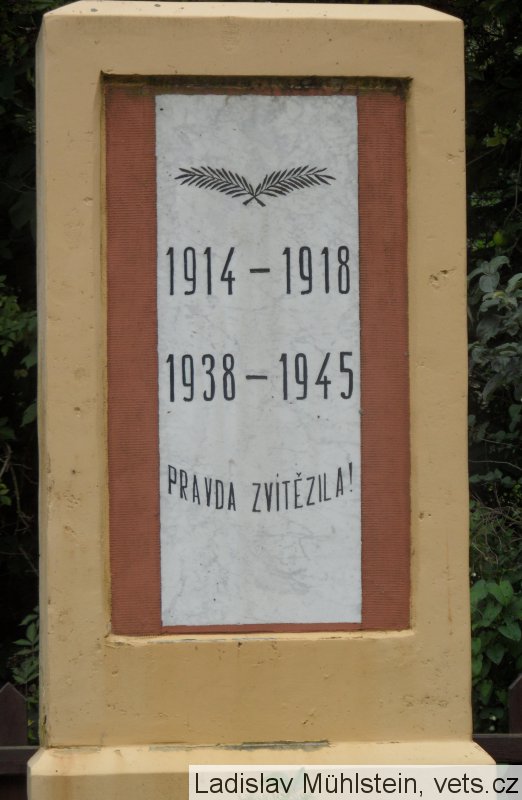 1914 – 1918
1938 – 1945
PRAVDA ZVÍTĚZILA!
Ladislav Mühlstein, vets.cz